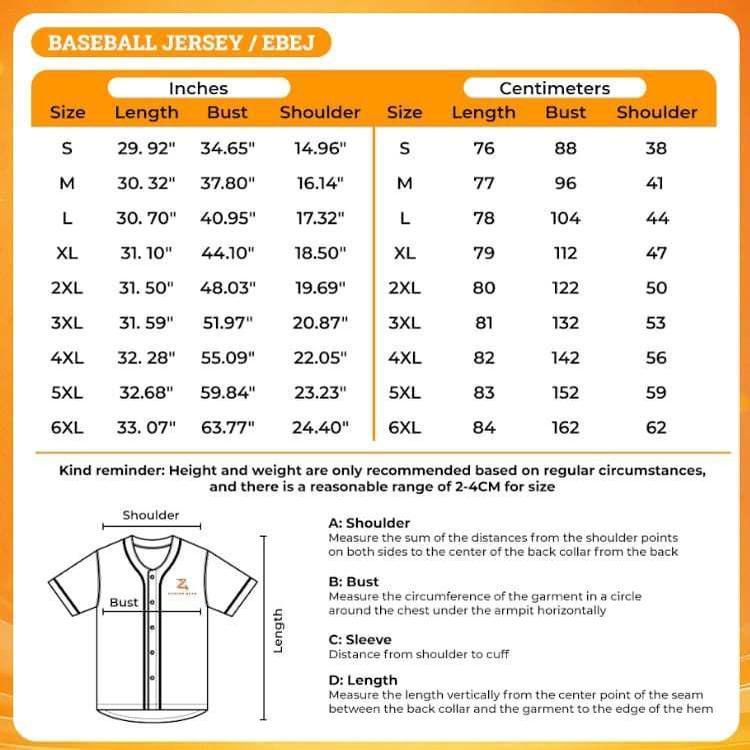 BASEBALL JERSEY / EBEJ
Inches Centimeters
Size Length Bust Shoulder Size Length Bust Shoulder
S 29. 92" 34.65" 14.96" S 76 88 38
M 30. 32" 37.80" 16.14" M 77 96 41
L 30. 70" 40.95" 17.32" L 78 104 44
XL 31. 10" 44.10" 18.50" XL 79 112 47
2XL 31. 50" 48.03" 19.69" 2XL 80 122 50
3XL 31. 59" 51.97" 20.87" 3XL 81 132 53
4XL 32. 28" 55.09" 22.05" 4XL 82 142 56
5XL 32.68" 59.84" 23.23" 5XL 83 152 59
6XL 33. 07" 63.77" 24.40" 6XL 84 162 62
Kind reminder: Height and weight are only recommended based on regular circumstances,
and there is a reasonable range of 2-4CM for size
Shoulder
Bust
Length
A: Shoulder
Measure the sum of the distances from the shoulder points
on both sides to the center of the back collar from the back
B: Bust
Measure the circumference of the garment in a circle
around the chest under the armpit horizontally
C: Sleeve
Distance from shoulder to cuff
D: Length
Measure the length vertically from the center point of the seam
between the back collar and the garment to the edge of the hem